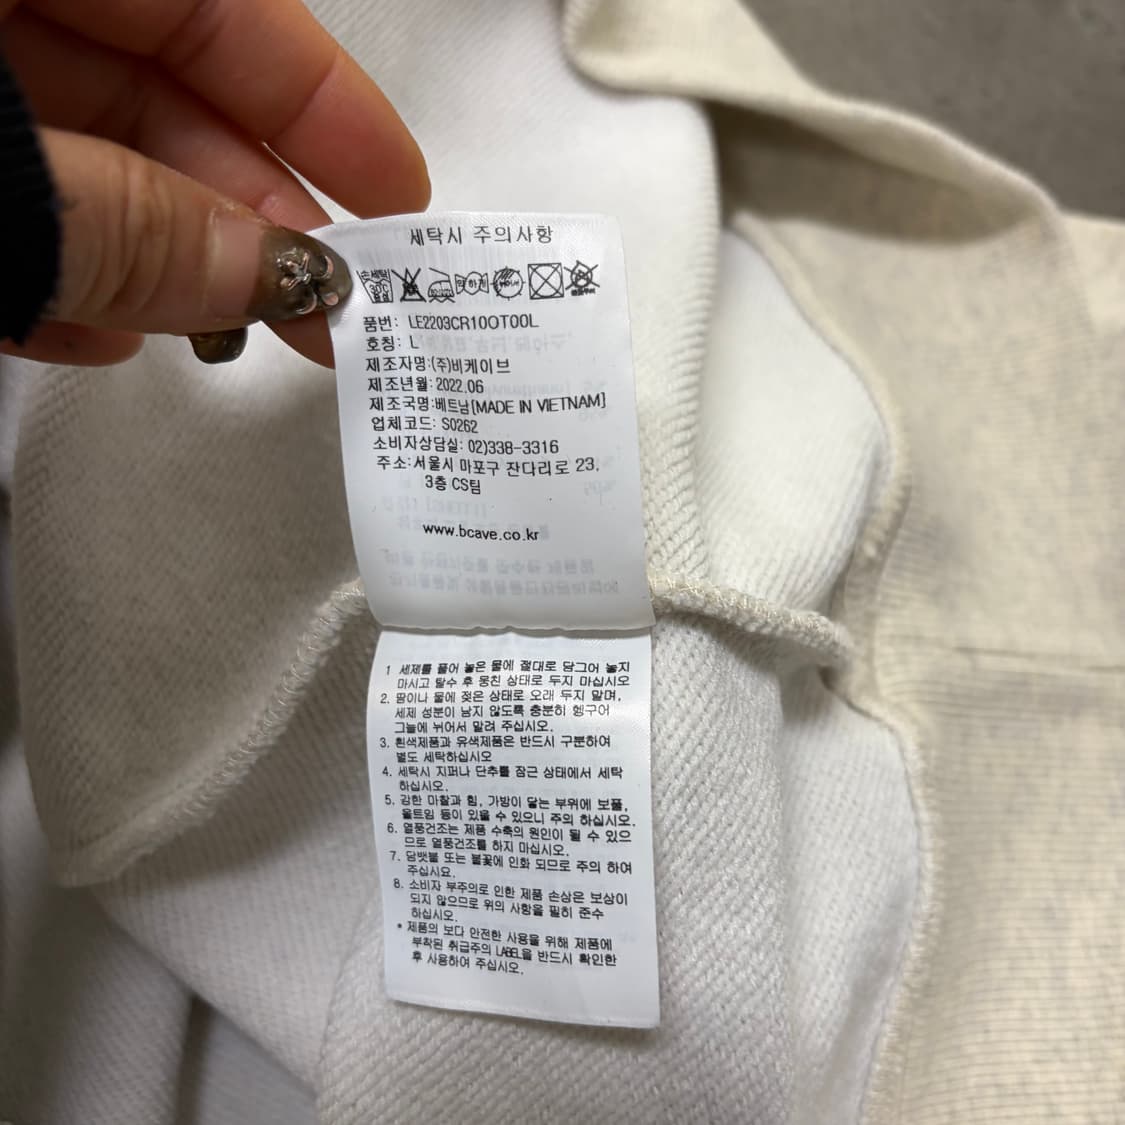 세탁시 주의사항
손세탁
30℃
중성
약하게
품번: LE2203CR10OT00L
호칭: L
제조자명:(주)비케이브
제조년월:2022.06
제조국명:베트남[MADE IN VIETNAM]
업체코드: S0262
소비자상담실: 02)338-3316
주소:서울시 마포구 잔다리로 23,
3층 CS팀
www.bcave.co.kr
1 세제를 풀어 놓은 물에 절대로 담그어 놓지
마시고 탈수 후 뭉친 상태로 두지 마십시오
2. 땀이나 물에 젖은 상태로 오래 두지 말며,
세제 성분이 남지 않도록 충분히 헹구어
그늘에 뉘어서 말려 주십시오.
3. 흰색제품과 유색제품은 반드시 구분하여
별도 세탁하십시오
4. 세탁시 지퍼나 단추를 잠근 상태에서 세탁
하십시오.
5. 강한 마찰과 힘, 가방이 닿는 부위에 보풀,
올트임 등이 있을 수 있으니 주의 하십시오.
6. 열풍건조는 제품 수축의 원인이 될 수 있으
므로 열풍건조를 하지 마십시오.
7. 담뱃불 또는 불꽃에 인화 되므로 주의 하여
주십시요.
8. 소비자 부주의로 인한 제품 손상은 보상이
되지 않으므로 위의 사항을 필히 준수
하십시오.
* 제품의 보다 안전한 사용을 위해 제품에
부착된 취급주의 LABEL을 반드시 확인한
후 사용하여 주십시오.